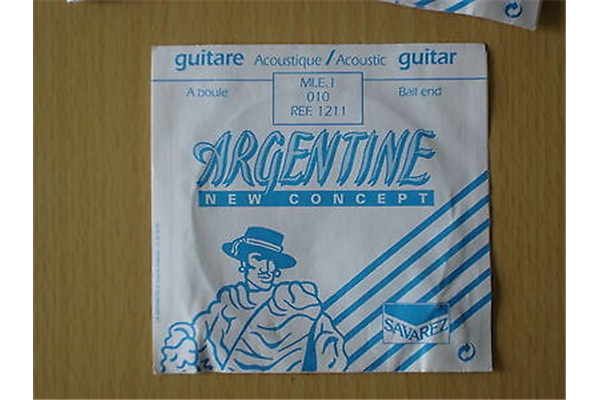 guitare Acoustique / Acoustic guitar
A boule
MI.E.1
010
REF. 1211
Ball end
ARGENTINE
NEW CONCEPT
SAVAREZ